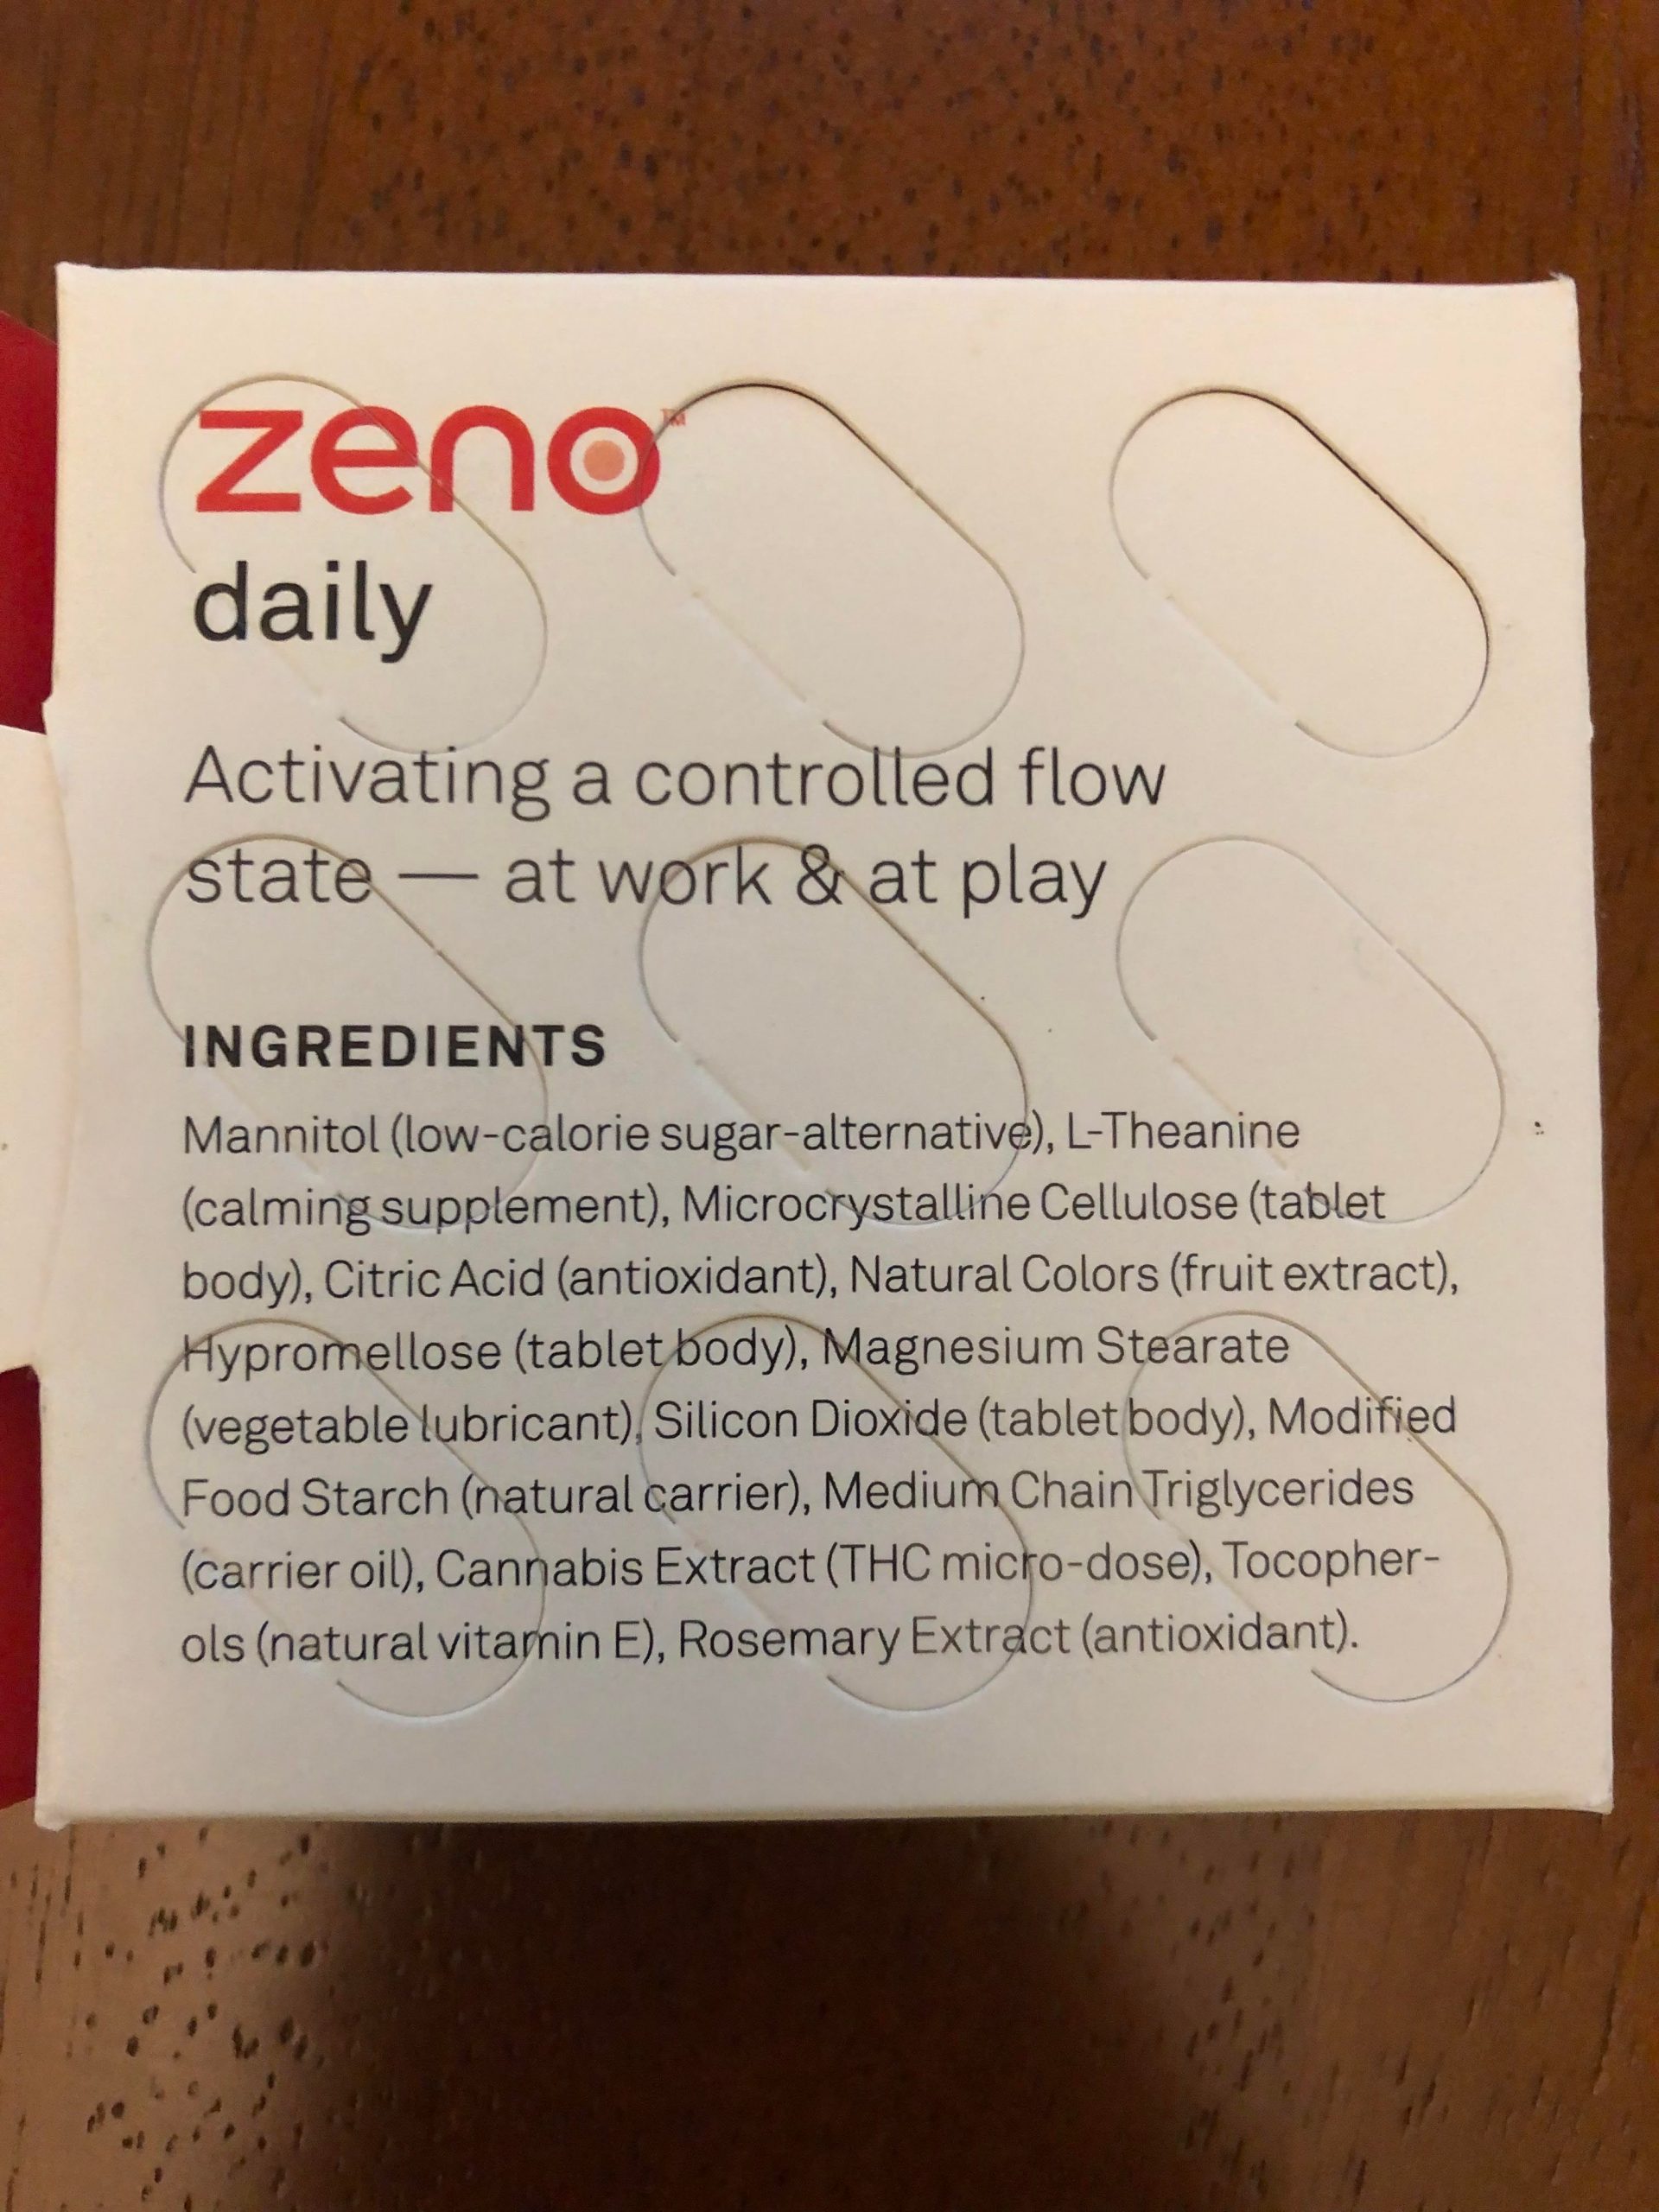 zeno™
daily
Activating a controlled flow
state — at work & at play
INGREDIENTS
Mannitol (low-calorie sugar-alternative), L-Theanine
(calming supplement), Microcrystalline Cellulose (tablet
body), Citric Acid (antioxidant), Natural Colors (fruit extract),
Hypromellose (tablet body), Magnesium Stearate
(vegetable lubricant), Silicon Dioxide (tablet body), Modified
Food Starch (natural carrier), Medium Chain Triglycerides
(carrier oil), Cannabis Extract (THC micro-dose), Tocopher-
ols (natural vitamin E), Rosemary Extract (antioxidant).